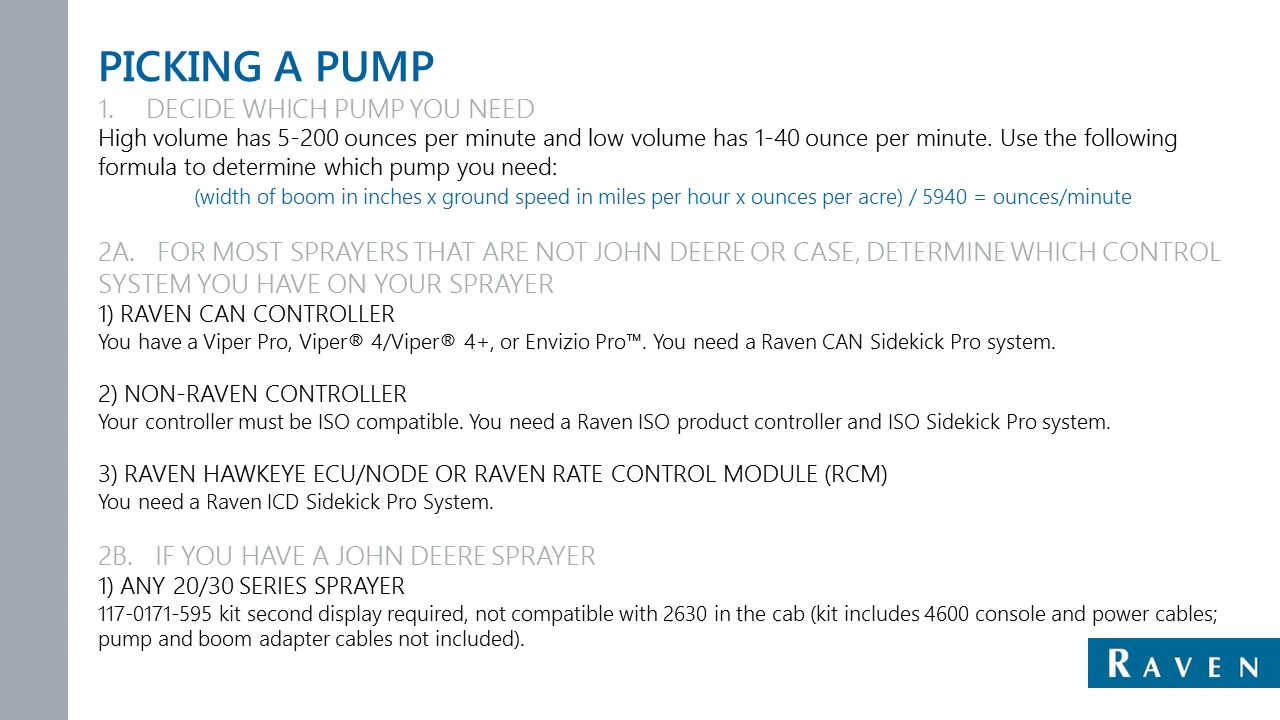 PICKING A PUMP
1. DECIDE WHICH PUMP YOU NEED
High volume has 5-200 ounces per minute and low volume has 1-40 ounce per minute. Use the following
formula to determine which pump you need:
(width of boom in inches x ground speed in miles per hour x ounces per acre) / 5940 = ounces/minute
2A. FOR MOST SPRAYERS THAT ARE NOT JOHN DEERE OR CASE, DETERMINE WHICH CONTROL
SYSTEM YOU HAVE ON YOUR SPRAYER
1) RAVEN CAN CONTROLLER
You have a Viper Pro, Viper® 4/Viper® 4+, or Envizio Pro™. You need a Raven CAN Sidekick Pro system.
2) NON-RAVEN CONTROLLER
Your controller must be ISO compatible. You need a Raven ISO product controller and ISO Sidekick Pro system.
3) RAVEN HAWKEYE ECU/NODE OR RAVEN RATE CONTROL MODULE (RCM)
You need a Raven ICD Sidekick Pro System.
2B. IF YOU HAVE A JOHN DEERE SPRAYER
1) ANY 20/30 SERIES SPRAYER
117-0171-595 kit second display required, not compatible with 2630 in the cab (kit includes 4600 console and power cables;
pump and boom adapter cables not included).
RAVEN